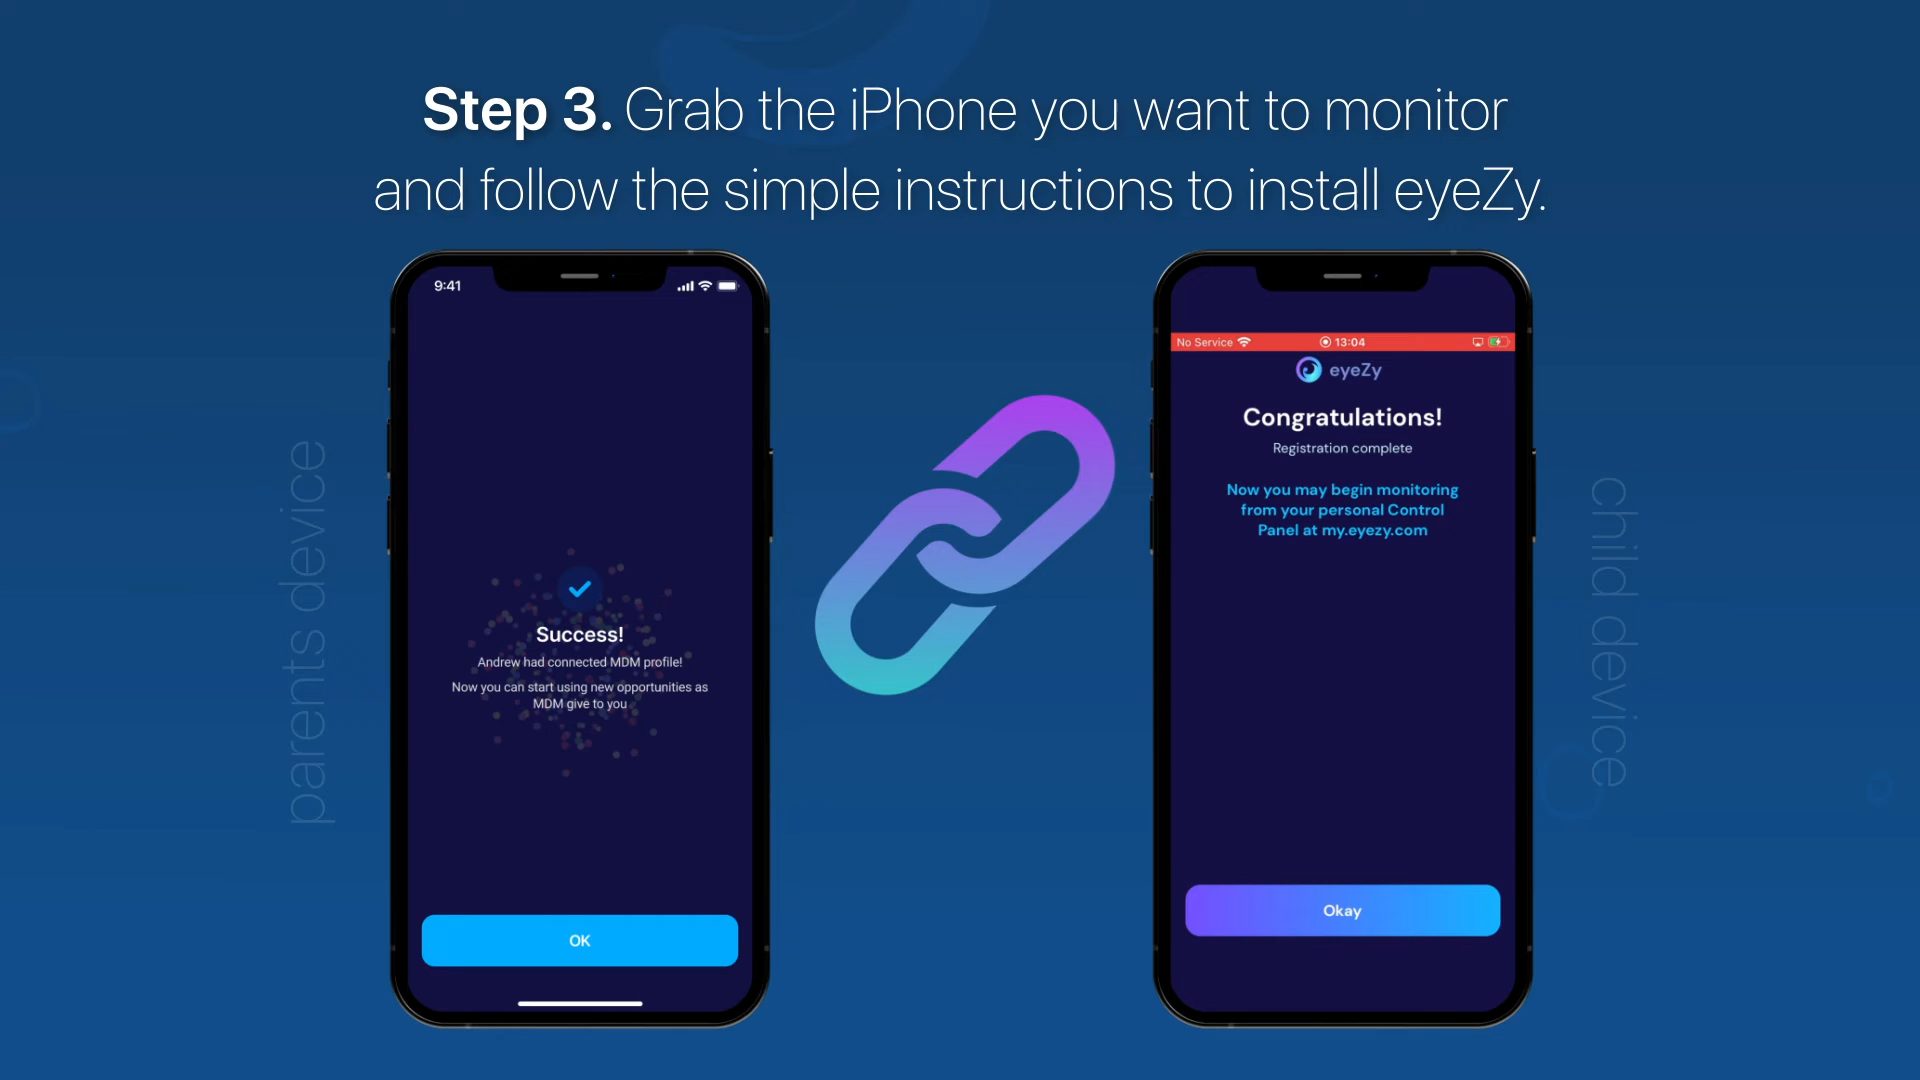 Step 3. Grab the iPhone you want to monitor
and follow the simple instructions to install eyeZy.
parents device
9:41
Success!
Andrew had connected MDM profile!
Now you can start using new opportunities as
MDM give to you
OK
No Service
13:04
eyeZy
Congratulations!
Registration complete
Now you may begin monitoring
from your personal Control
Panel at my.eyezy.com
Okay
child device